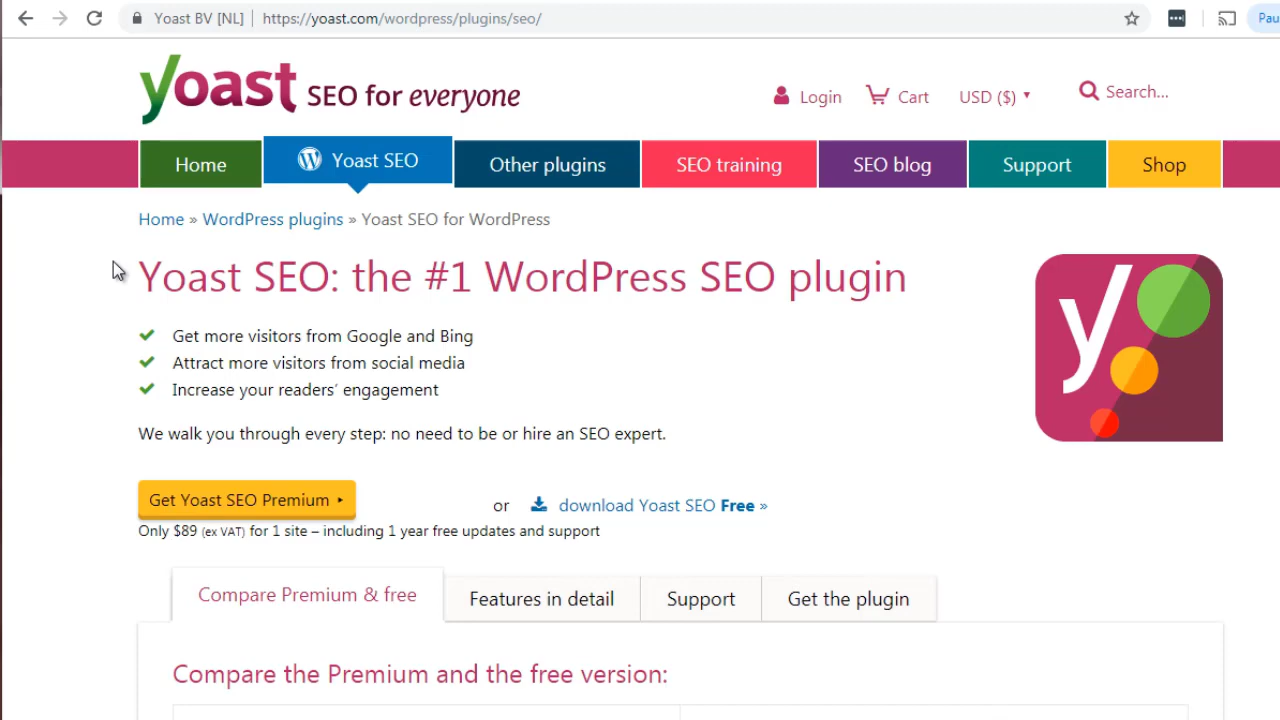 Yoast BV [NL] | https://yoast.com/wordpress/plugins/seo/
Pau
yoast SEO for everyone
Login Cart USD ($) Search...
Home Yoast SEO Other plugins SEO training SEO blog Support Shop
Home » WordPress plugins » Yoast SEO for WordPress
Yoast SEO: the #1 WordPress SEO plugin
Get more visitors from Google and Bing
Attract more visitors from social media
Increase your readers’ engagement
We walk you through every step: no need to be or hire an SEO expert.
Get Yoast SEO Premium or download Yoast SEO Free »
Only $89 (ex VAT) for 1 site – including 1 year free updates and support
Compare Premium & free Features in detail Support Get the plugin
Compare the Premium and the free version:
y